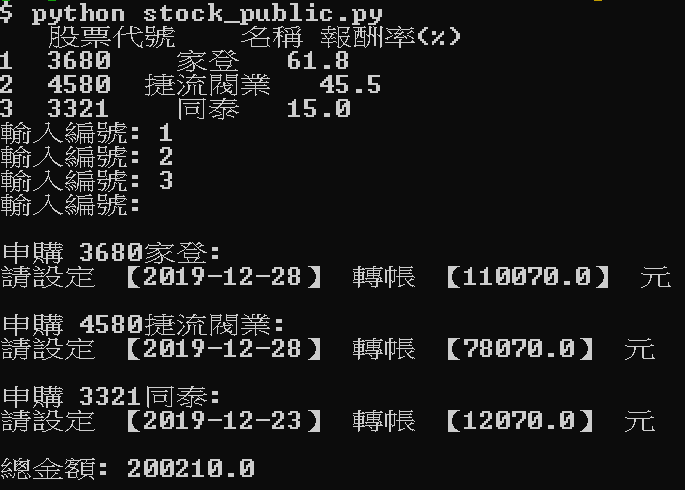 $ python stock_public.py
股票代號 名稱 報酬率(%)
1 3680 家登 61.8
2 4580 捷流閥業 45.5
3 3321 同泰 15.0
輸入編號: 1
輸入編號: 2
輸入編號: 3
輸入編號:
申購 3680家登:
請設定 【2019-12-28】 轉帳 【110070.0】 元
申購 4580捷流閥業:
請設定 【2019-12-28】 轉帳 【78070.0】 元
申購 3321同泰:
請設定 【2019-12-23】 轉帳 【12070.0】 元
總金額: 200210.0